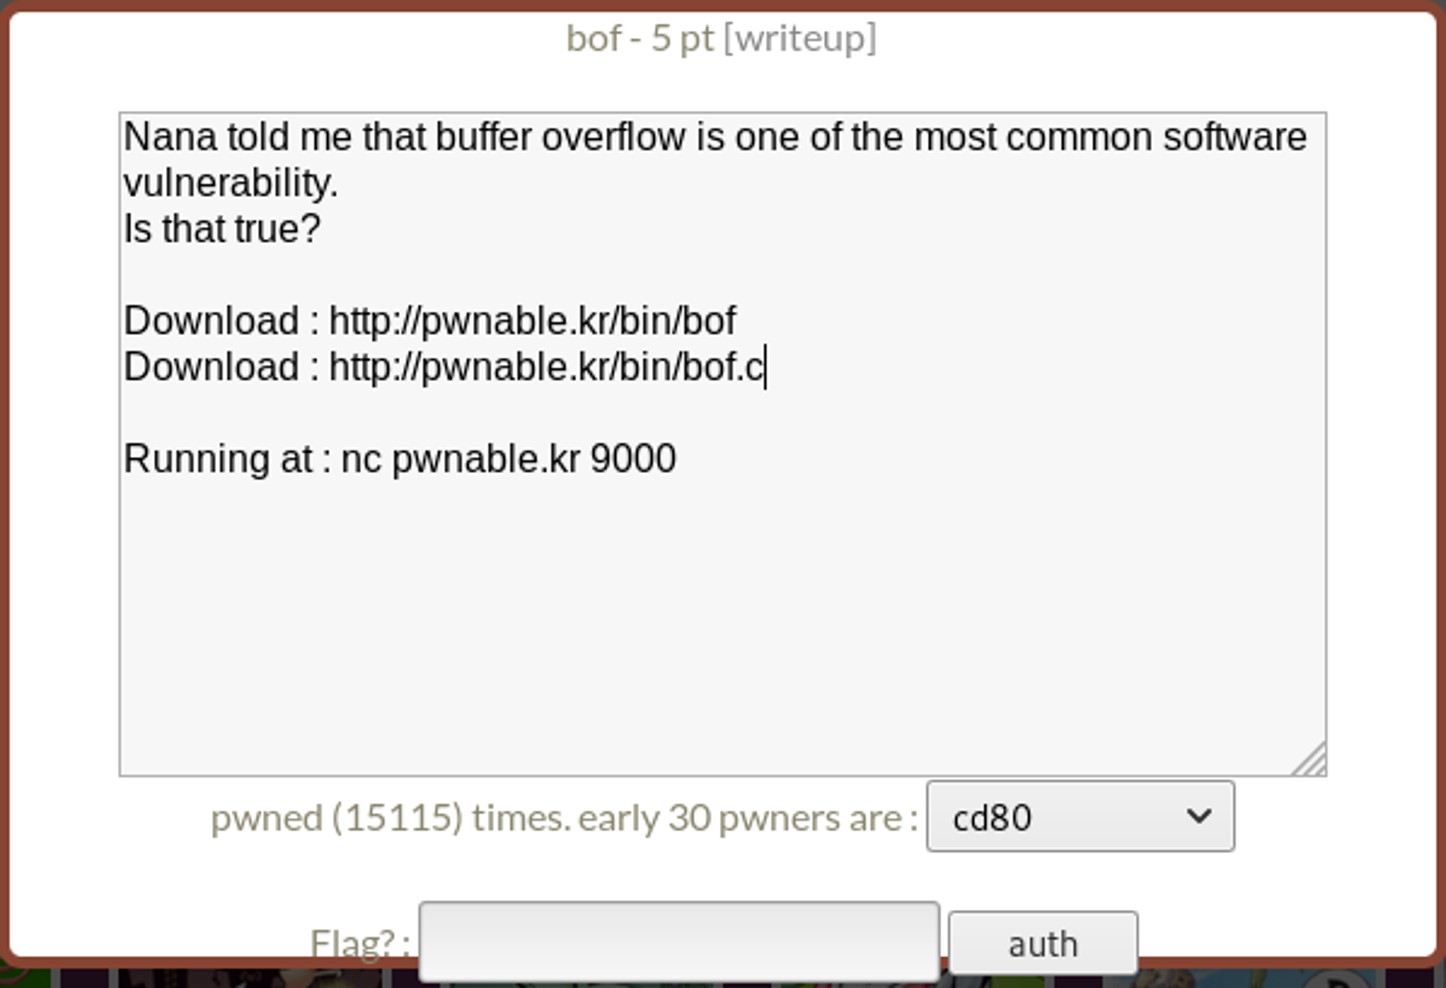 bof - 5 pt [writeup]
Nana told me that buffer overflow is one of the most common software
vulnerability.
Is that true?
Download : http://pwnable.kr/bin/bof
Download : http://pwnable.kr/bin/bof.c
Running at : nc pwnable.kr 9000
pwned (15115) times. early 30 pwners are : cd80
Flag? : auth